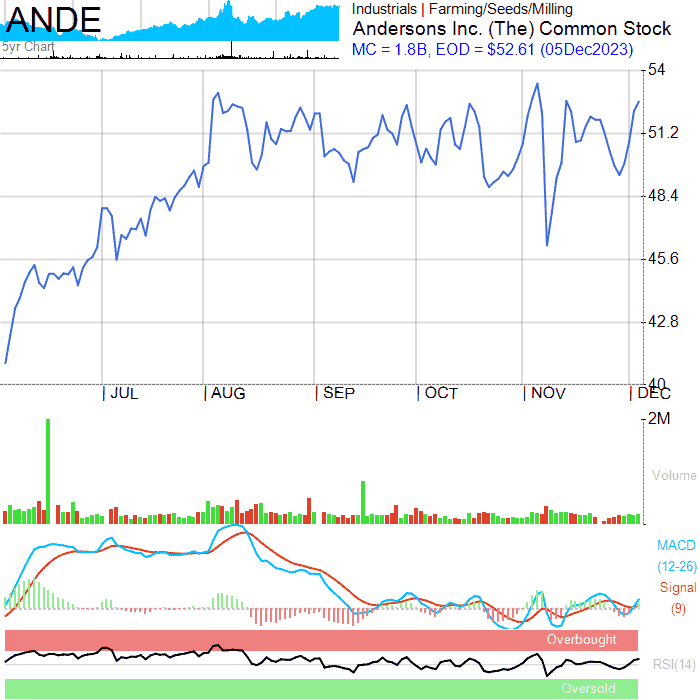 ANDE
5yr Chart
Industrials | Farming/Seeds/Milling
Andersons Inc. (The) Common Stock
MC = 1.8B, EOD = $52.61 (05Dec2023)
54
51.2
48.4
45.6
42.8
40
| JUL | AUG | SEP | OCT | NOV | DEC
2M
Volume
MACD
(12-26)
Signal
(9)
Overbought
RSI(14)
Oversold